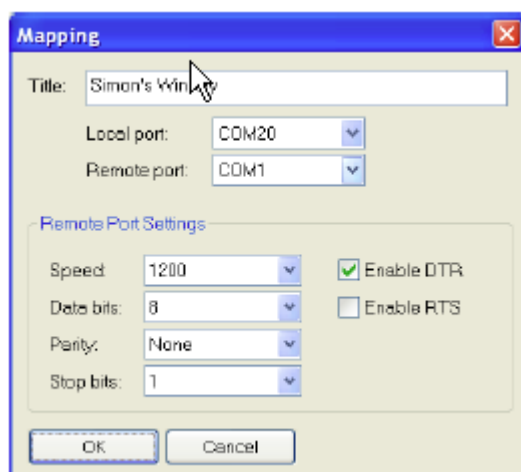 Mapping
Title: Simon's
Local port: COM20
Remote port: COM1
Remote Port Settings
Speed: 1200 Enable DTR
Data bits: 8 Enable RTS
Parity: None
Stop bits: 1
OK Cancel